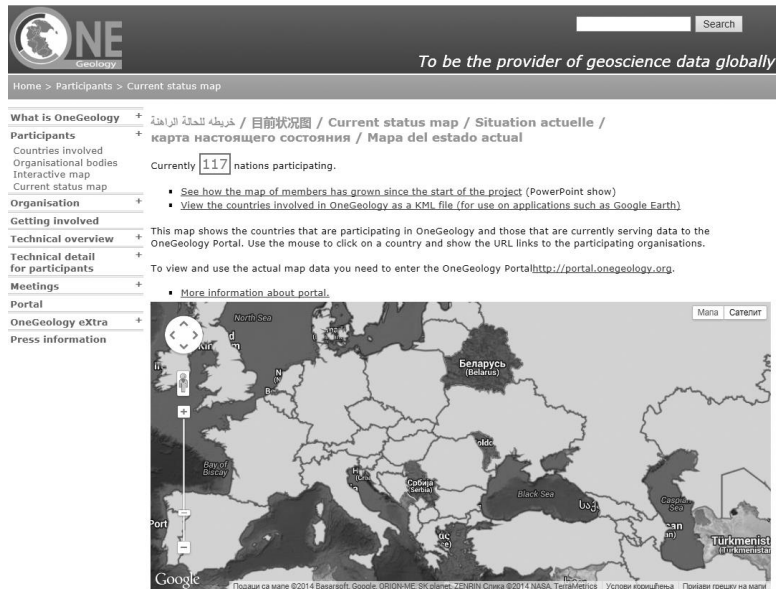 ONE
Geology
Search
To be the provider of geoscience data globally
Home > Participants > Current status map
What is OneGeology +
Participants +
Countries involved
Organisational bodies
Interactive map
Current status map
Organisation +
Getting involved
Technical overview +
Technical detail +
for participants
Meetings +
Portal
OneGeology eXtra +
Press information
خريطه للحالة الراهنة / 目前状况图 / Current status map / Situation actuelle /
карта настоящего состояния / Mapa del estado actual
Currently 117 nations participating.
See how the map of members has grown since the start of the project (PowerPoint show)
View the countries involved in OneGeology as a KML file (for use on applications such as Google Earth)
This map shows the countries that are participating in OneGeology and those that are currently serving data to the
OneGeology Portal. Use the mouse to click on a country and show the URL links to the participating organisations.
To view and use the actual map data you need to enter the OneGeology Portalhttp://portal.onegeology.org.
More information about portal.
Мапа Сателит
North Sea
Беларусь
(Belarus)
Bay of
Biscay
Србија
Serbia)
Black Sea
Caspian
Sea
Türkmenist
(Turkmenistan
Port
Google
Подаци са мапе ©2014 Basarsoft, Google, ORION-ME, SK planet, ZENRIN Слика ©2014 NASA, TerraMetrics
Услови коришћења
Пријави грешку на мапи